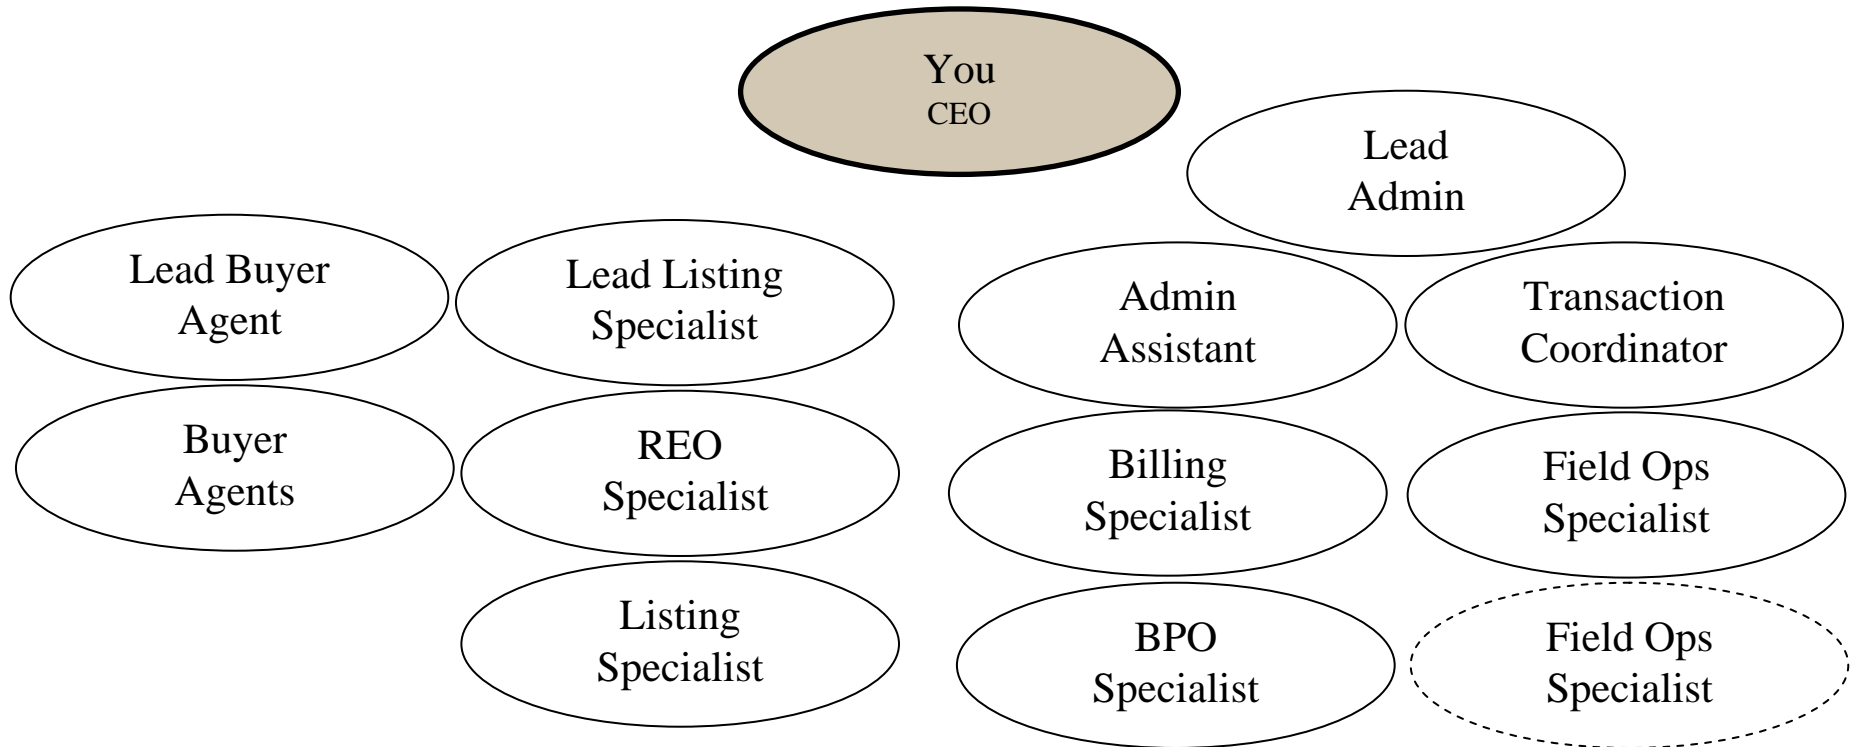 You
CEO
Lead
Admin
Lead Buyer
Agent
Lead Listing
Specialist
Admin
Assistant
Transaction
Coordinator
Buyer
Agents
REO
Specialist
Billing
Specialist
Field Ops
Specialist
Listing
Specialist
BPO
Specialist
Field Ops
Specialist